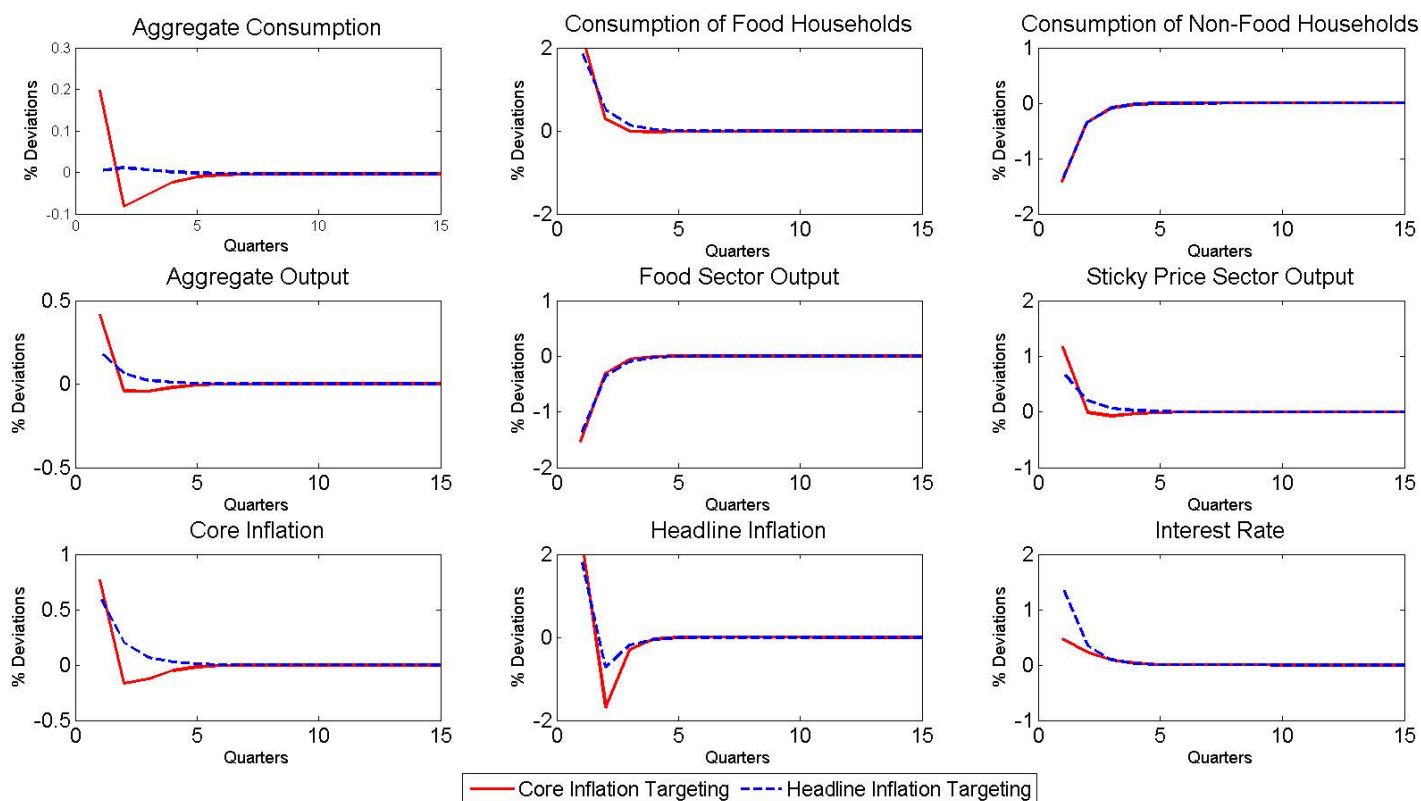 Aggregate Consumption
0.3
0.2
0.1
0
-0.1
0
5
10
15
% Deviations
Quarters
Consumption of Food Households
2
0
-2
0
5
10
15
% Deviations
Quarters
Consumption of Non-Food Households
1
0
-1
-2
0
5
10
15
% Deviations
Quarters
Aggregate Output
0.5
0
-0.5
0
5
10
15
% Deviations
Quarters
Food Sector Output
1
0
-1
-2
0
5
10
15
% Deviations
Quarters
Sticky Price Sector Output
2
1
0
-1
0
5
10
15
% Deviations
Quarters
Core Inflation
1
0.5
0
-0.5
0
5
10
15
% Deviations
Quarters
Headline Inflation
2
0
-2
0
5
10
15
% Deviations
Quarters
Interest Rate
2
1
0
-1
0
5
10
15
% Deviations
Quarters
Core Inflation Targeting
Headline Inflation Targeting